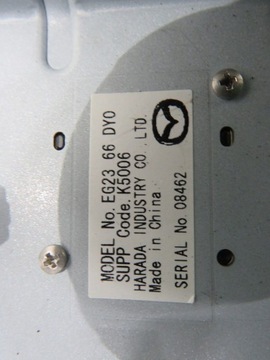 MODEL No. EG23 66 DYO
SUPP Code. K5006
HARADA INDUSTRY CO., LTD.
Made in China
SERIAL No. 08462